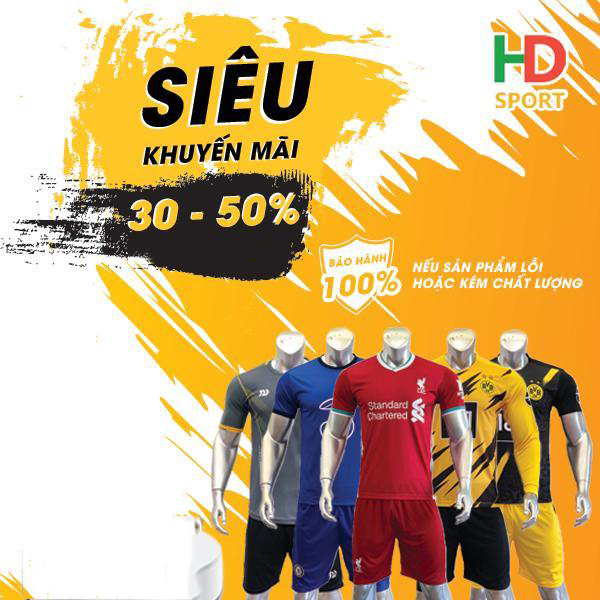 SIÊU
KHUYẾN MÃI
30 - 50%
HD
SPORT
BẢO HÀNH
100%
NẾU SẢN PHẨM LỖI
HOẶC KÉM CHẤT LƯỢNG
Standard
Chartered
BVB